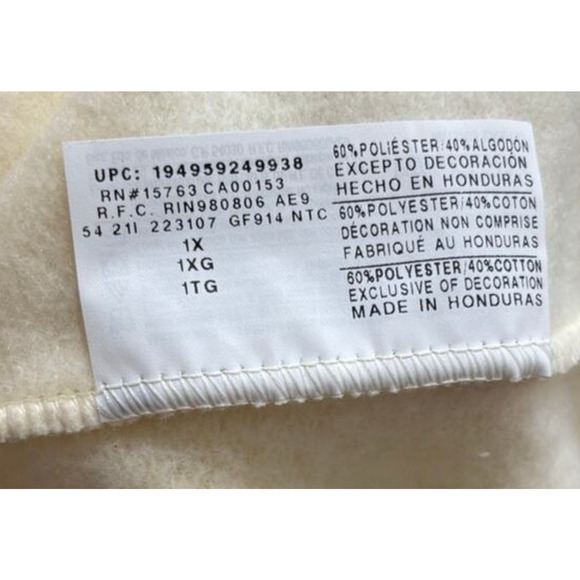 UPC: 194959249938
RN#15763 CA00153
R.F.C. RIN980806 AE9
54 21I 223107 GF914 NTC
1X
1XG
1TG
60%POLIÉSTER/40%ALGODÓN
EXCEPTO DECORACIÓN
HECHO EN HONDURAS
60%POLYESTER/40%COTON
DÉCORATION NON COMPRISE
FABRIQUÉ AU HONDURAS
60%POLYESTER/40%COTTON
EXCLUSIVE OF DECORATION
MADE IN HONDURAS